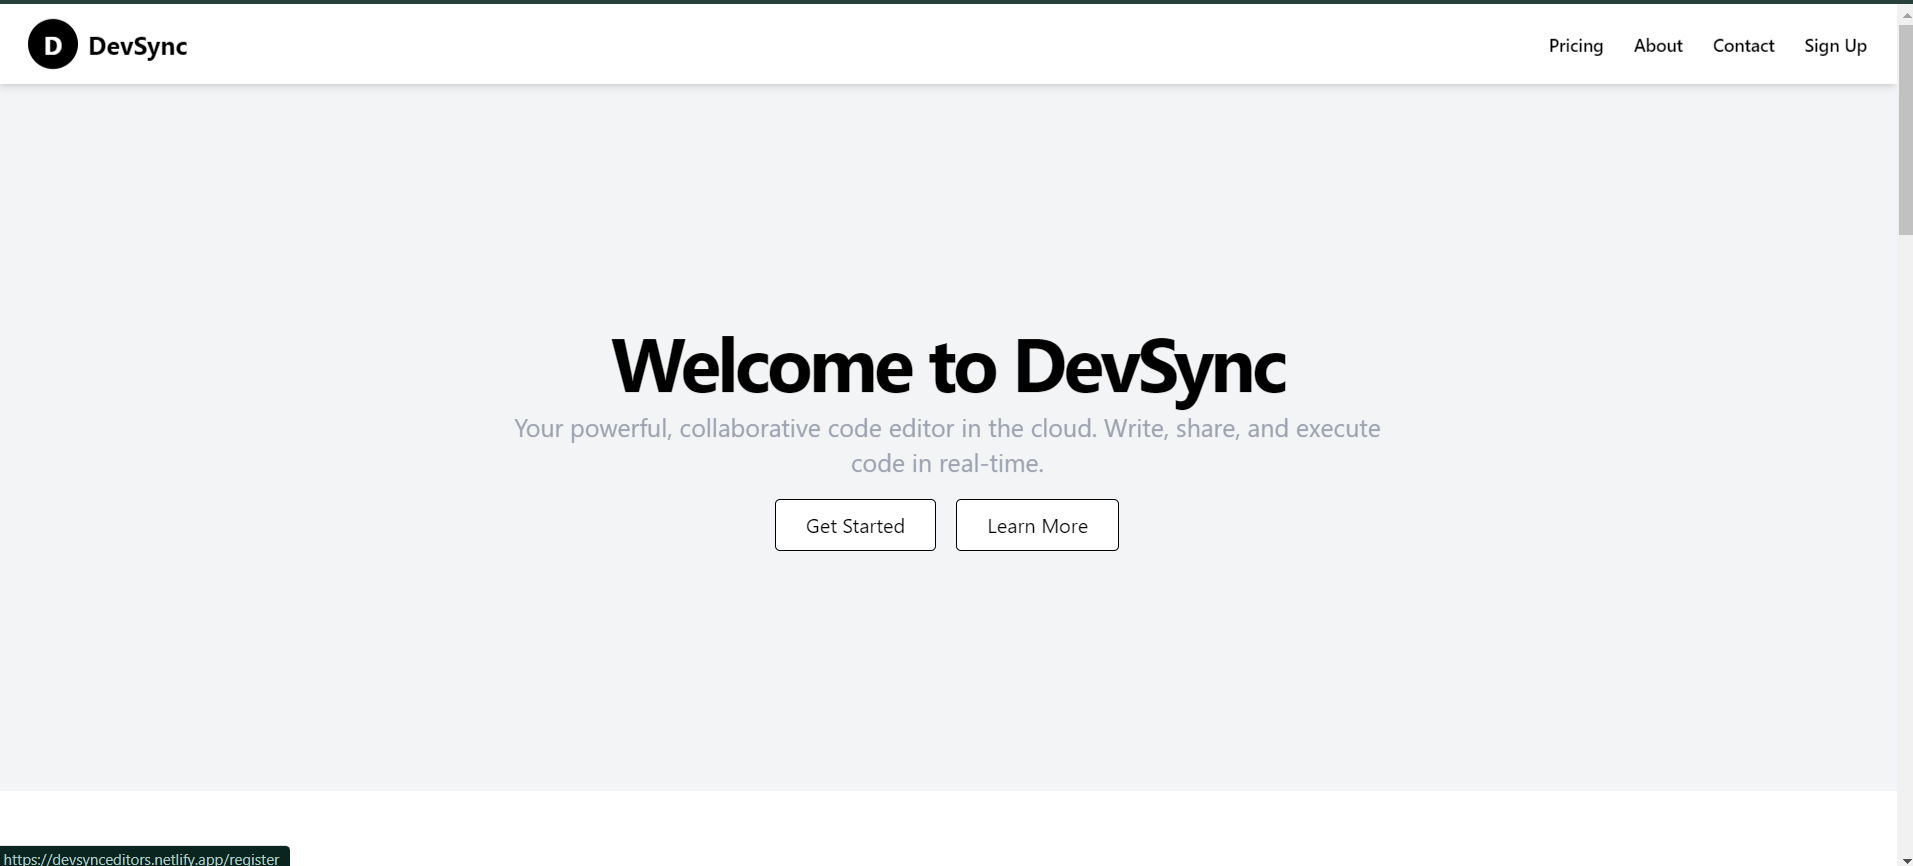 D DevSync
Pricing About Contact Sign Up
Welcome to DevSync
Your powerful, collaborative code editor in the cloud. Write, share, and execute
code in real-time.
Get Started Learn More
https://devsynceditors.netlify.app/register